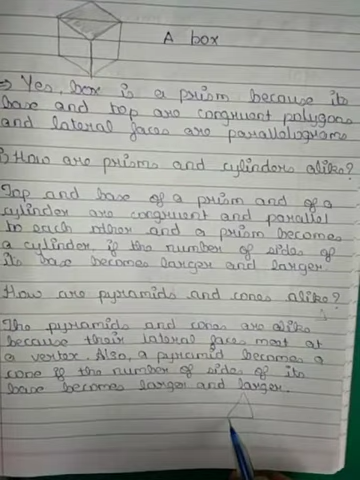 A box
→ Yes, box is a prism because its
base and top are congruent polygons
and lateral faces are parallelograms
How are prisms and cylinders alike?
Top and base of a prism and of a
cylinder are congruent and parallel
to each other and a prism becomes
a cylinder if the number of sides of
its base becomes larger and larger.
How are pyramids and cones alike?
The pyramids and cones are alike
because their lateral faces meet at
a vertex. Also, a pyramid becomes a
cone if the number of sides of its
base becomes larger and larger.